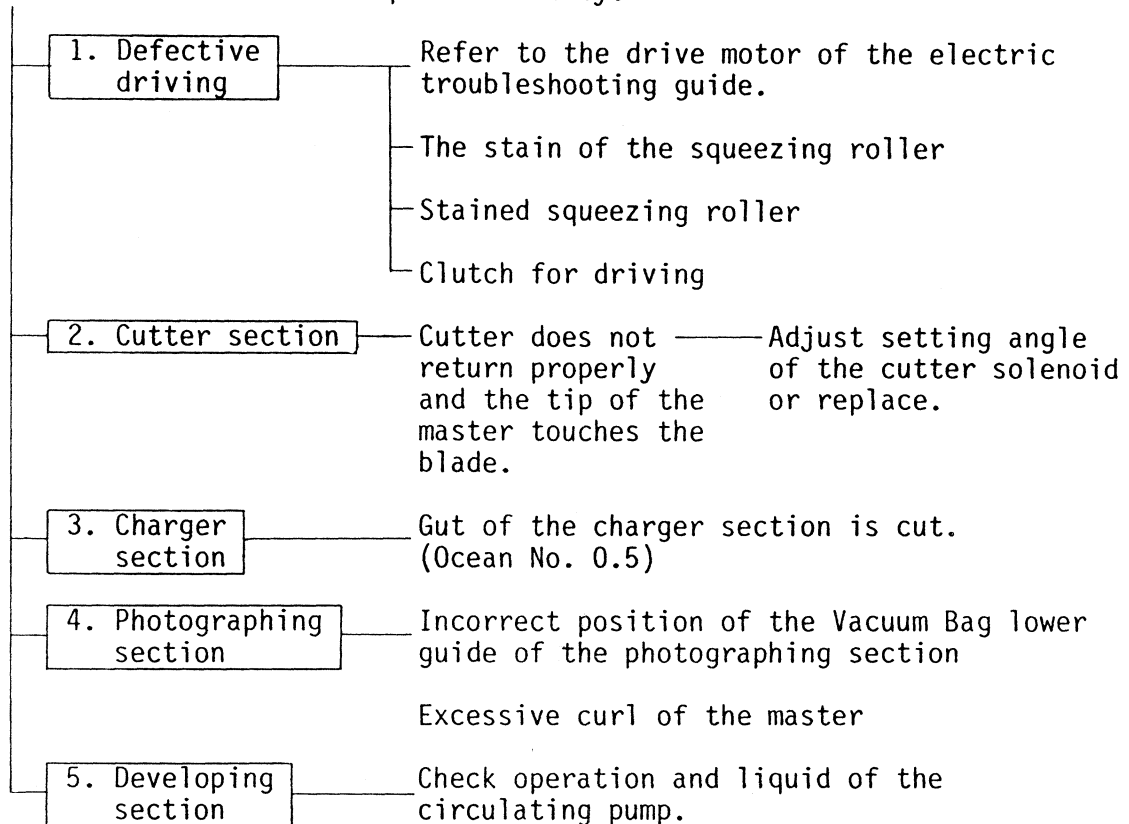 1. Defective
driving
Refer to the drive motor of the electric
troubleshooting guide.
The stain of the squeezing roller
Stained squeezing roller
Clutch for driving
2. Cutter section
Cutter does not
return properly
and the tip of the
master touches the
blade.
Adjust setting angle
of the cutter solenoid
or replace.
3. Charger
section
Gut of the charger section is cut.
(Ocean No. 0.5)
4. Photographing
section
Incorrect position of the Vacuum Bag lower
guide of the photographing section
Excessive curl of the master
5. Developing
section
Check operation and liquid of the
circulating pump.